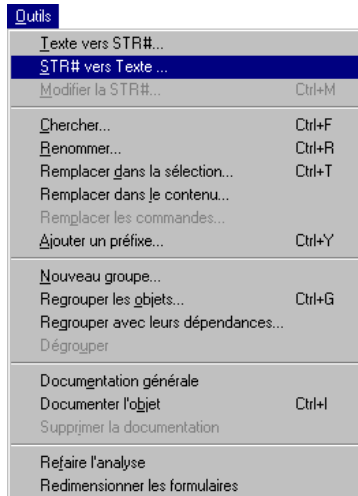 Outils
Texte vers STR#...
STR# vers Texte ...
Modifier la STR#... Ctrl+M
Chercher... Ctrl+F
Renommer... Ctrl+R
Remplacer dans la sélection... Ctrl+T
Remplacer dans le contenu...
Remplacer les commandes...
Ajouter un préfixe... Ctrl+Y
Nouveau groupe...
Regrouper les objets... Ctrl+G
Regrouper avec leurs dépendances...
Dégrouper
Documentation générale
Documenter l'objet Ctrl+I
Supprimer la documentation
Refaire l'analyse
Redimensionner les formulaires